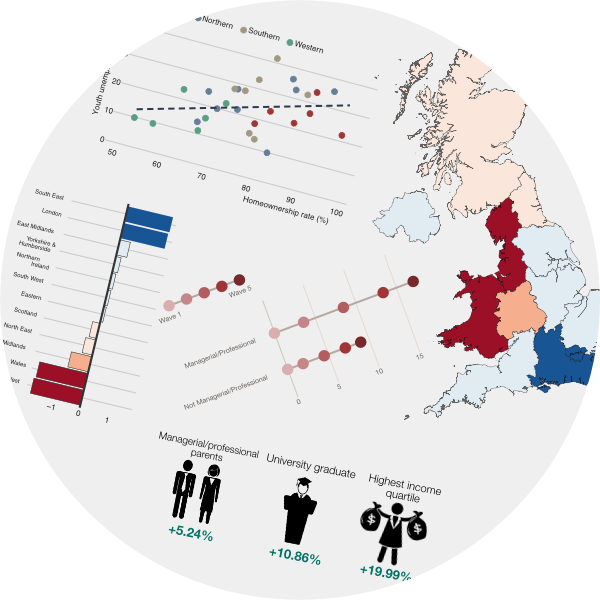 Northern
Southern
Western
20
10
0
50
60
70
80
90
100
Homeownership rate (%)
South East
London
East Midlands
Yorkshire &
Humberside
Northern
Ireland
South West
Eastern
Scotland
North East
Midlands
Wales
−1
0
1
Wave 1
Wave 5
Managerial/Professional
Not Managerial/Professional
0
5
10
15
Managerial/professional
parents
+5.24%
University graduate
+10.86%
Highest income
quartile
$
$
+19.99%